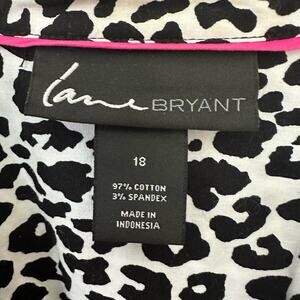 Lane BRYANT
18
97% COTTON
3% SPANDEX
MADE IN
INDONESIA